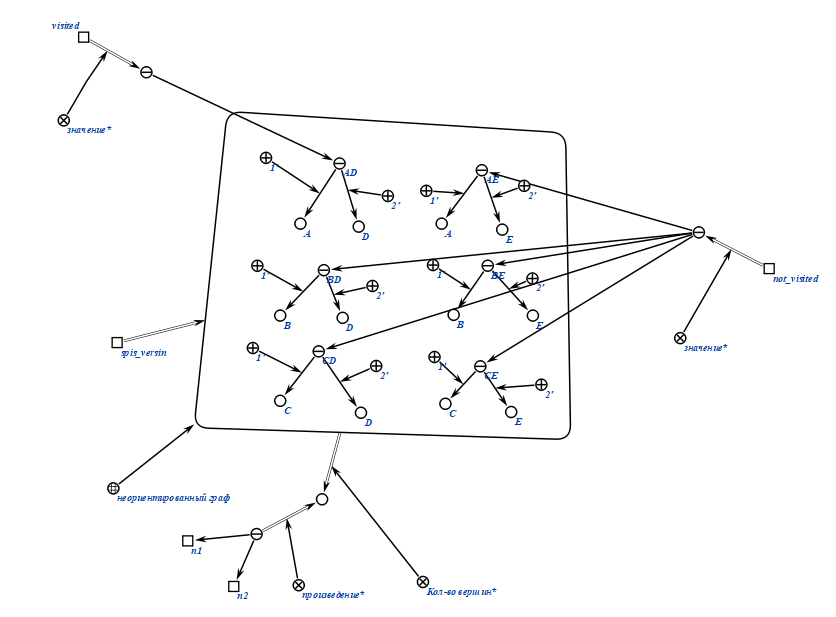 visited
значение*
1'
AD
2'
A
D
1'
AE
2'
A
E
not_visited
значение*
1'
BD
2'
B
D
1'
BE
2'
B
E
spis_versin
1'
CD
2'
C
D
1'
CE
2'
C
E
неориентированный граф
n1
n2
произведение*
Кол-во вершин*